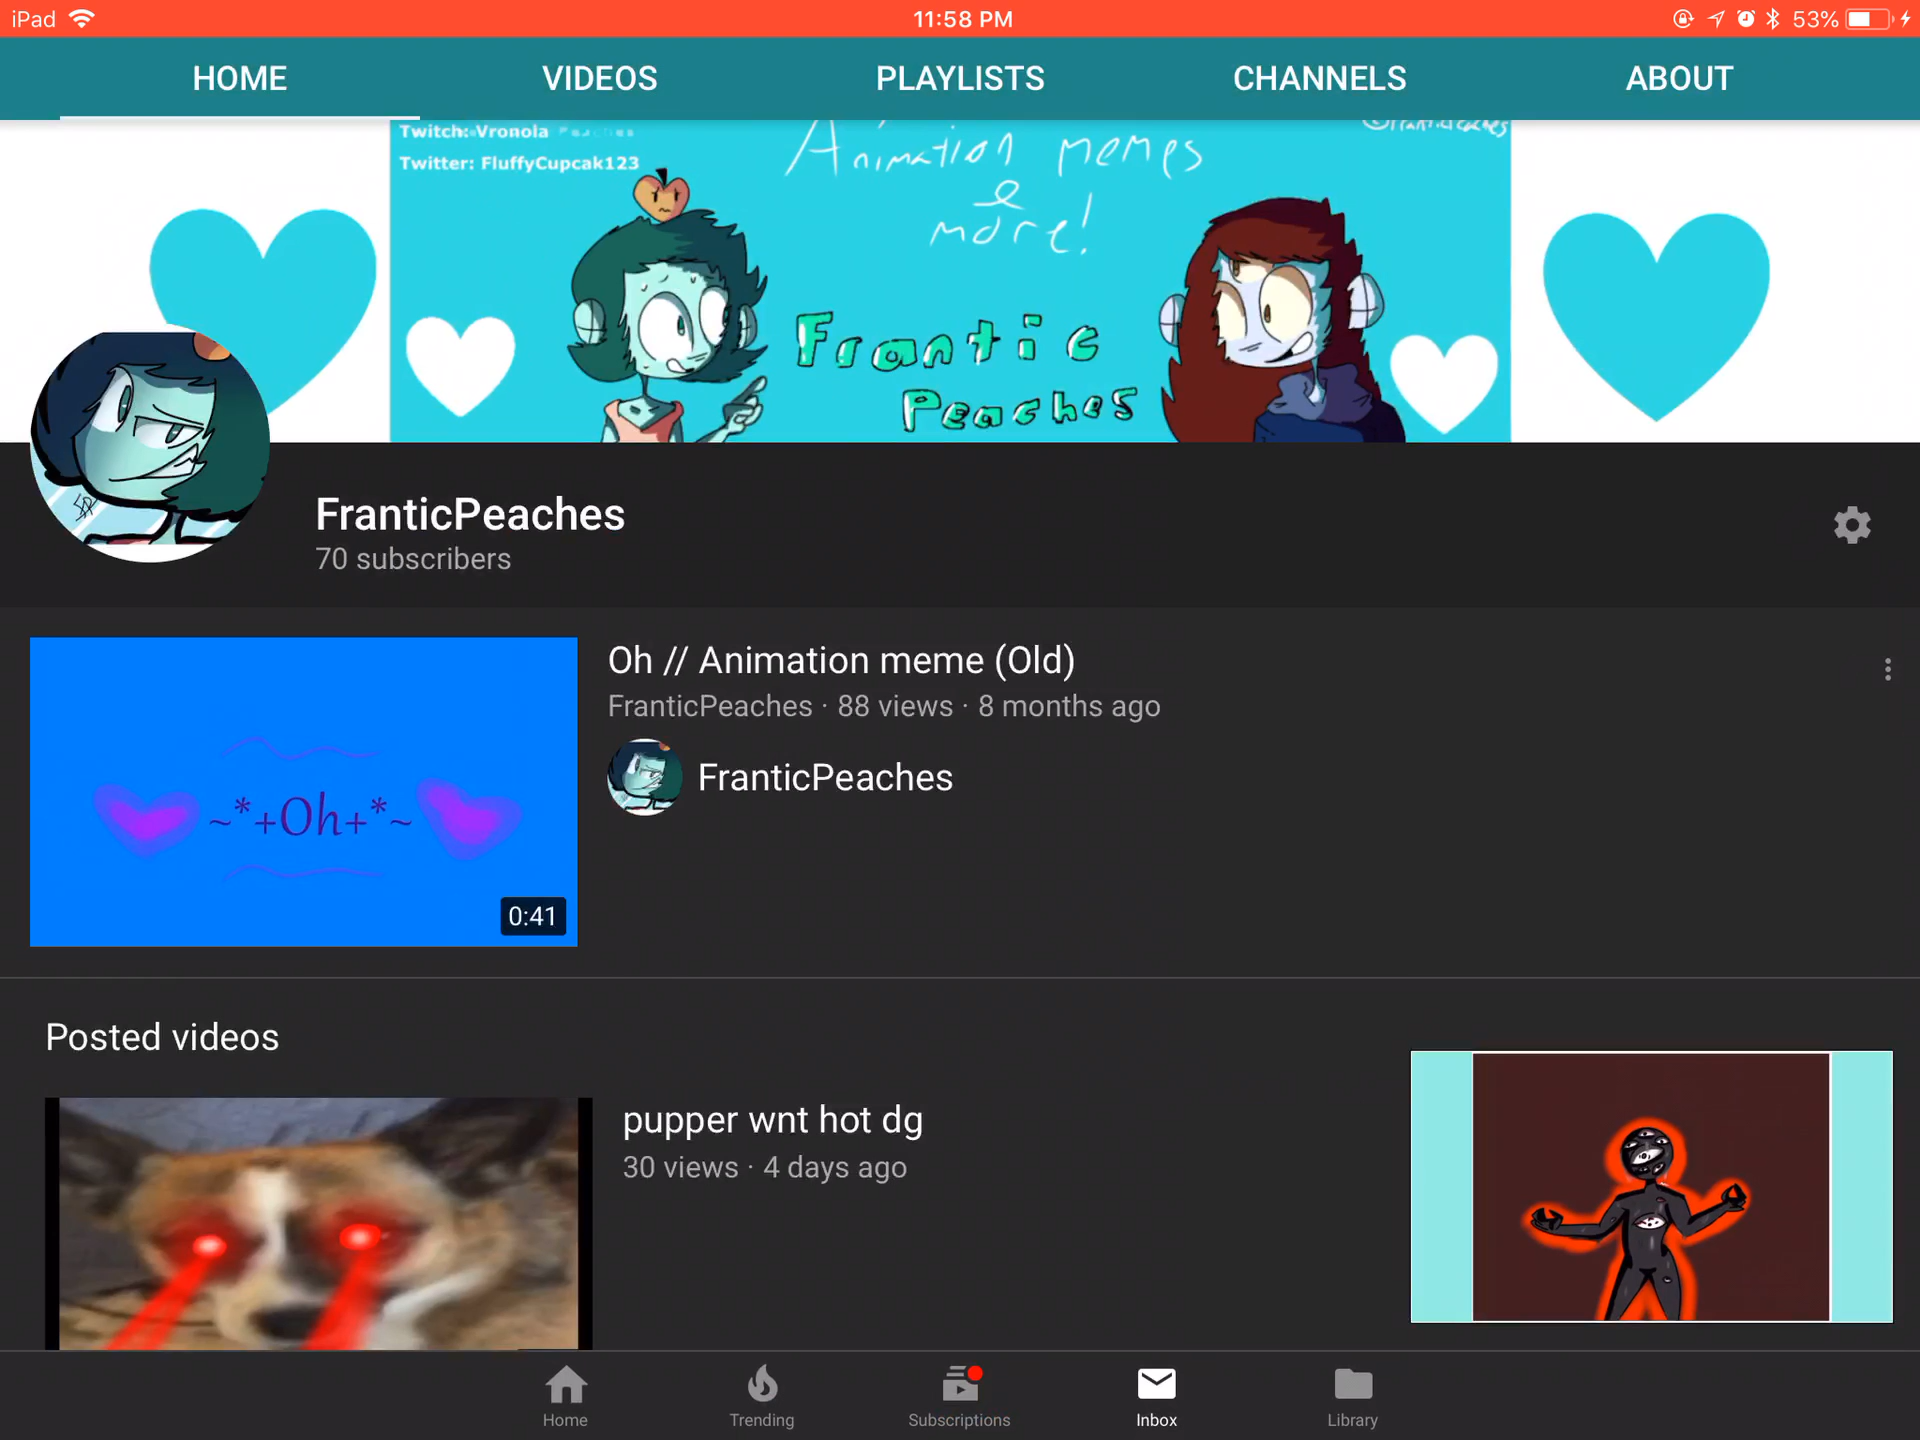 iPad 11:58 PM 53%
HOME VIDEOS PLAYLISTS CHANNELS ABOUT
Twitch: Vronola Peaches
Twitter: FluffyCupcak123
Animation memes
&
more!
Frantic
Peaches
FranticPeaches
70 subscribers
Oh // Animation meme (Old)
FranticPeaches · 88 views · 8 months ago
FranticPeaches
~*+Oh+*~
0:41
Posted videos
pupper wnt hot dg
30 views · 4 days ago
Home Trending Subscriptions Inbox Library